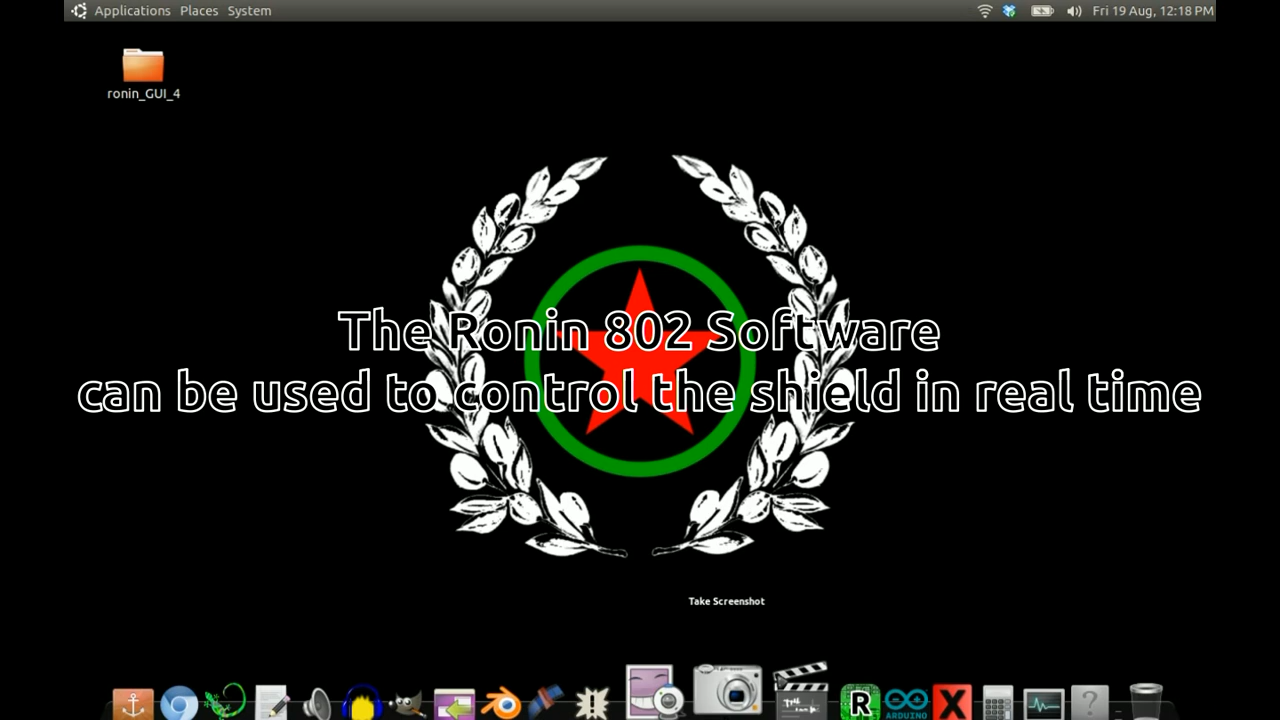 Applications Places System
Fri 19 Aug, 12:18 PM
ronin_GUI_4
The Ronin 802 Software
can be used to control the shield in real time
Take Screenshot
R
ARDUINO
X
?